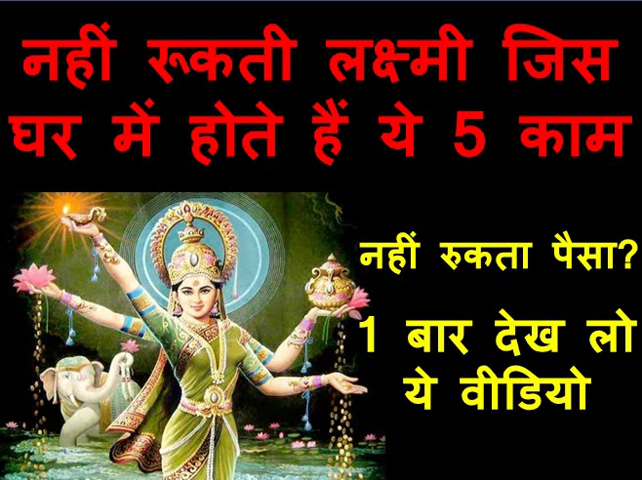 नहीं रूकती लक्ष्मी जिस
घर में होते हैं ये 5 काम
नहीं रुकता पैसा?
1 बार देख लो
ये वीडियो